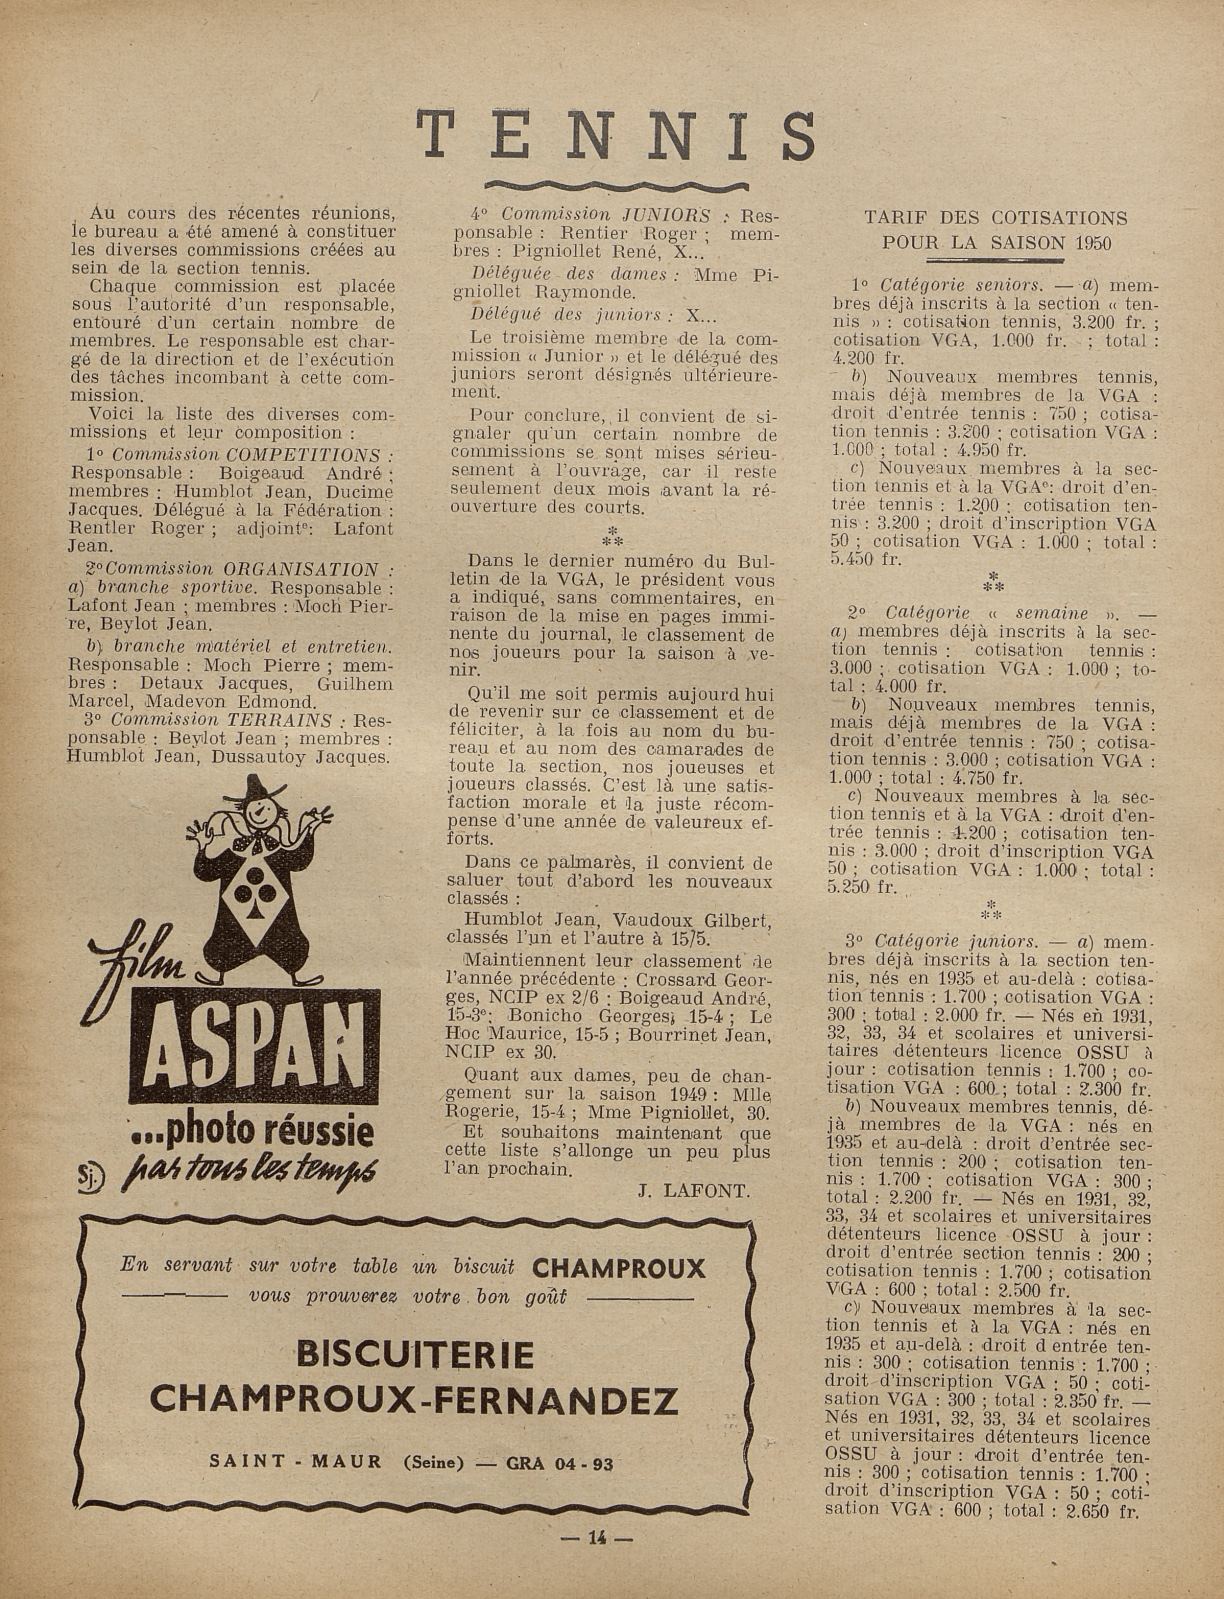 TENNIS
Au cours des récentes réunions,
le bureau a été amené à constituer
les diverses commissions créées au
sein de la section tennis.
Chaque commission est placée
sous l'autorité d'un responsable,
entouré d'un certain nombre de
membres. Le responsable est char-
gé de la direction et de l'exécution
des tâches incombant à cette com-
mission.
Voici la liste des diverses com-
missions et leur composition :
1° Commission COMPETITIONS :
Responsable : Boigeaud André ;
membres : Humblot Jean, Ducime
Jacques. Délégué à la Fédération :
Rentler Roger ; adjoint : Lafont
Jean.
2° Commission ORGANISATION :
a) branche sportive. Responsable :
Lafont Jean ; membres : Moch Pier-
re, Beylot Jean.
b) branche matériel et entretien.
Responsable : Moch Pierre ; mem-
bres : Detaux Jacques, Guilhem
Marcel, Madevon Edmond.
3° Commission TERRAINS : Res-
ponsable : Beylot Jean ; membres :
Humblot Jean, Dussautoy Jacques.
film
ASPAN
...photo réussie
par tous les temps
Sj.
4° Commission JUNIORS : Res-
ponsable : Rentier Roger ; mem-
bres : Pigniollet René, X...
Déléguée des dames : Mme Pi-
gniollet Raymonde.
Délégué des juniors : X...
Le troisième membre de la com-
mission « Junior » et le délégué des
juniors seront désignés ultérieure-
ment.
Pour conclure, il convient de si-
gnaler qu'un certain nombre de
commissions se sont mises sérieu-
sement à l'ouvrage, car il reste
seulement deux mois avant la ré-
ouverture des courts.
*
**
Dans le dernier numéro du Bul-
letin de la VGA, le président vous
a indiqué, sans commentaires, en
raison de la mise en pages immi-
nente du journal, le classement de
nos joueurs pour la saison à ve-
nir.
Qu'il me soit permis aujourd hui
de revenir sur ce classement et de
féliciter, à la fois au nom du bu-
reau et au nom des camarades de
toute la section, nos joueuses et
joueurs classés. C'est là une satis-
faction morale et la juste récom-
pense d'une année de valeureux ef-
forts.
Dans ce palmarès, il convient de
saluer tout d'abord les nouveaux
classés :
Humblot Jean, Vaudoux Gilbert,
classés l'un et l'autre à 15/5.
Maintiennent leur classement de
l'année précédente : Crossard Geor-
ges, NCIP ex 2/6 ; Boigeaud André,
15-3 ; Bonicho Georges, 15-4 ; Le
Hoc Maurice, 15-5 ; Bourrinet Jean,
NCIP ex 30.
Quant aux dames, peu de chan-
gement sur la saison 1949 : Mlle
Rogerie, 15-4 ; Mme Pigniollet, 30.
Et souhaitons maintenant que
cette liste s'allonge un peu plus
l'an prochain.
J. LAFONT.
En servant sur votre table un biscuit CHAMPROUX
vous prouverez votre bon goût
BISCUITERIE
CHAMPROUX-FERNANDEZ
SAINT-MAUR (Seine) — GRA 04-93
TARIF DES COTISATIONS
POUR LA SAISON 1950
1° Catégorie seniors. — a) mem-
bres déjà inscrits à la section « ten-
nis » : cotisation tennis, 3.200 fr. ;
cotisation VGA, 1.000 fr. ; total :
4.200 fr.
b) Nouveaux membres tennis,
mais déjà membres de la VGA :
droit d'entrée tennis : 750 ; cotisa-
tion tennis : 3.200 ; cotisation VGA :
1.000 ; total : 4.950 fr.
c) Nouveaux membres à la sec-
tion tennis et à la VGA : droit d'en-
trée tennis : 1.200 ; cotisation ten-
nis : 3.200 ; droit d'inscription VGA
50 ; cotisation VGA : 1.000 ; total :
5.450 fr.
*
**
2° Catégorie « semaine ». —
a) membres déjà inscrits à la sec-
tion tennis : cotisation tennis :
3.000 ; cotisation VGA : 1.000 ; to-
tal : 4.000 fr.
b) Nouveaux membres tennis,
mais déjà membres de la VGA :
droit d'entrée tennis : 750 ; cotisa-
tion tennis : 3.000 ; cotisation VGA :
1.000 ; total : 4.750 fr.
c) Nouveaux membres à la sec-
tion tennis et à la VGA : droit d'en-
trée tennis : 1.200 ; cotisation ten-
nis : 3.000 ; droit d'inscription VGA
50 ; cotisation VGA : 1.000 ; total :
5.250 fr.
*
**
3° Catégorie juniors. — a) mem-
bres déjà inscrits à la section ten-
nis, nés en 1935 et au-delà : cotisa-
tion tennis : 1.700 ; cotisation VGA :
300 ; total : 2.000 fr. — Nés en 1931,
32, 33, 34 et scolaires et universi-
taires détenteurs licence OSSU à
jour : cotisation tennis : 1.700 ; co-
tisation VGA : 600 ; total : 2.300 fr.
b) Nouveaux membres tennis, dé-
jà membres de la VGA : nés en
1935 et au-delà : droit d'entrée sec-
tion tennis : 200 ; cotisation ten-
nis : 1.700 ; cotisation VGA : 300 ;
total : 2.200 fr. — Nés en 1931, 32,
33, 34 et scolaires et universitaires
détenteurs licence OSSU à jour :
droit d'entrée section tennis : 200 ;
cotisation tennis : 1.700 ; cotisation
VGA : 600 ; total : 2.500 fr.
c) Nouveaux membres à la sec-
tion tennis et à la VGA : nés en
1935 et au-delà : droit d entrée ten-
nis : 300 ; cotisation tennis : 1.700 ;
droit d'inscription VGA : 50 ; coti-
sation VGA : 300 ; total : 2.350 fr. —
Nés en 1931, 32, 33, 34 et scolaires
et universitaires détenteurs licence
OSSU à jour : droit d'entrée ten-
nis : 300 ; cotisation tennis : 1.700 ;
droit d'inscription VGA : 50 ; coti-
sation VGA : 600 ; total : 2.650 fr.
— 14 —